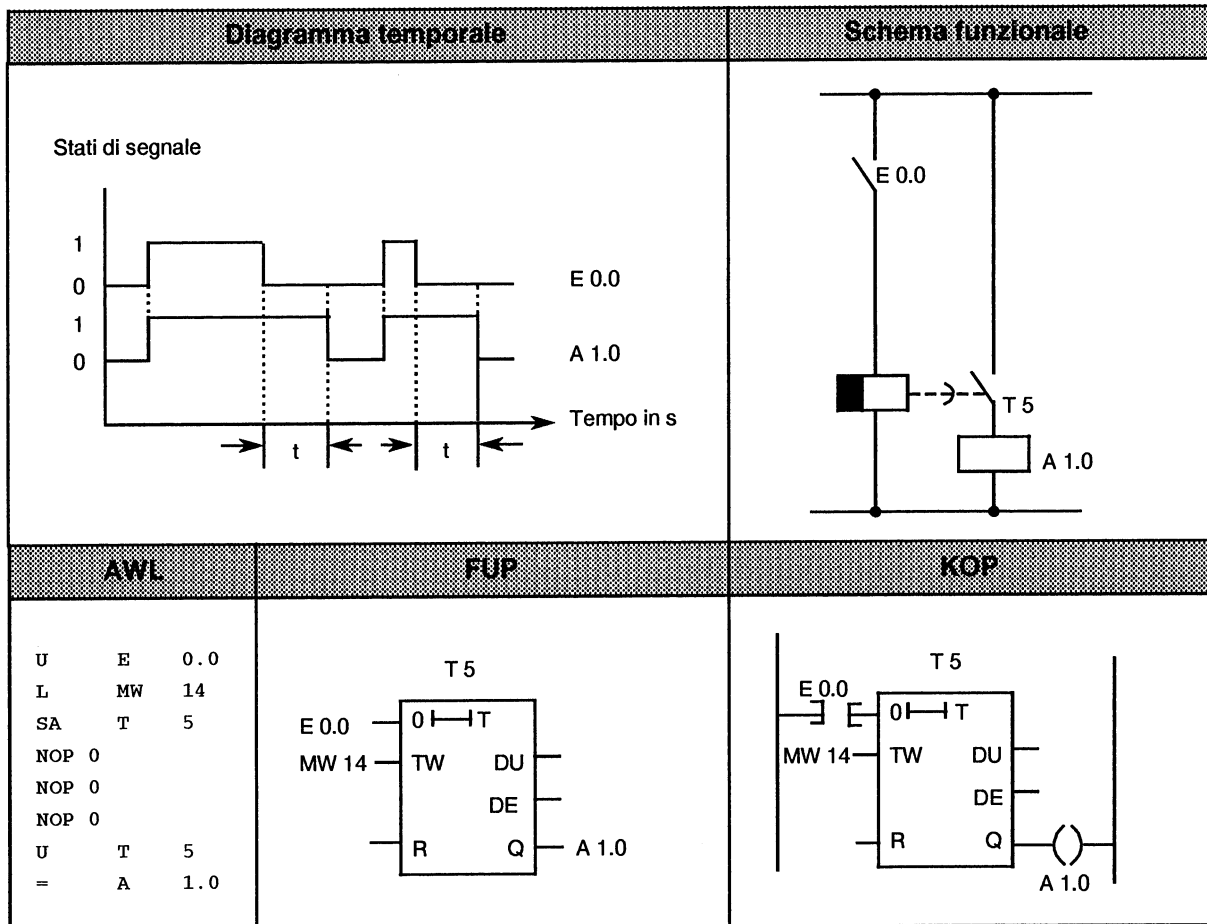 Diagramma temporale
Schema funzionale
Stati di segnale
1
0
E 0.0
1
0
A 1.0
Tempo in s
t
t
E 0.0
T 5
A 1.0
AWL
FUP
KOP
U E 0.0
L MW 14
SA T 5
NOP 0
NOP 0
NOP 0
U T 5
= A 1.0
T 5
E 0.0
0 T
MW 14
TW
DU
DE
R
Q
A 1.0
T 5
E 0.0
0 T
MW 14
TW
DU
DE
R
Q
A 1.0